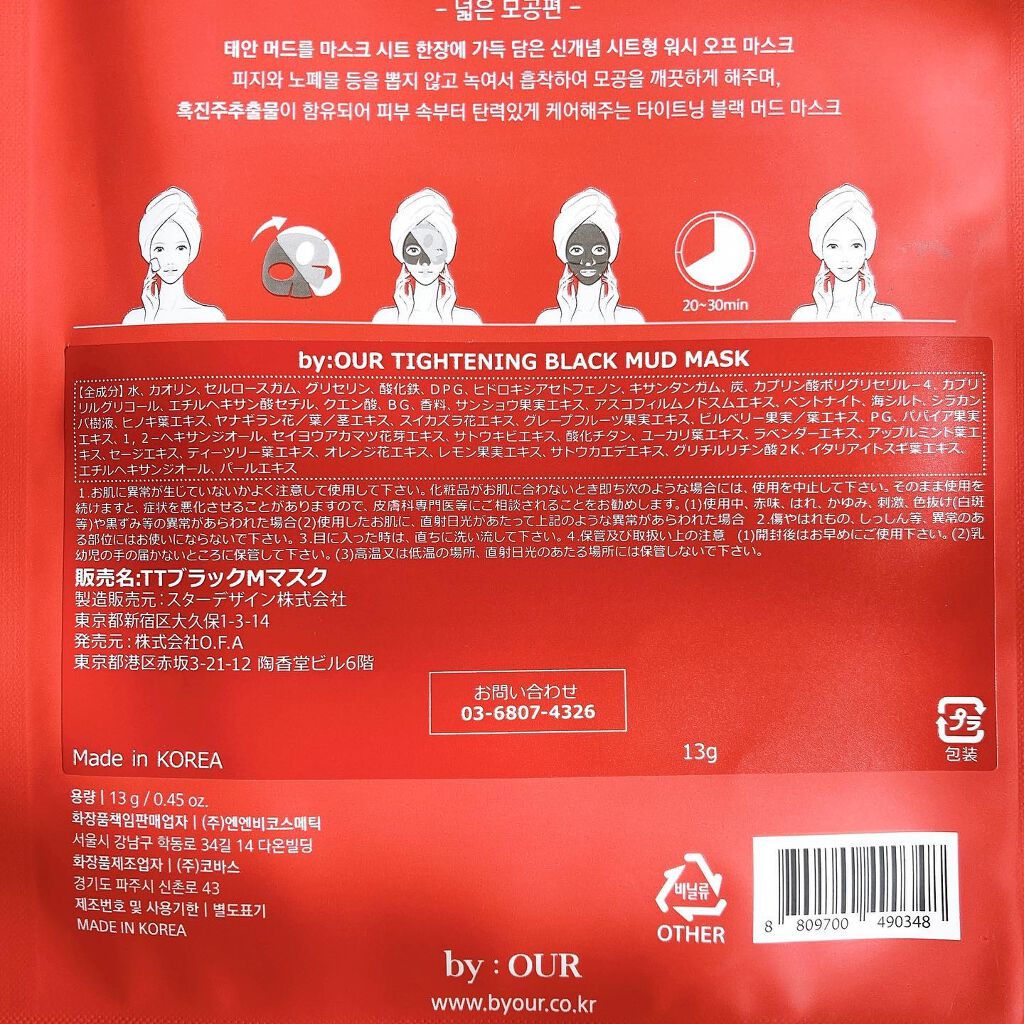 - 넓은 모공편 -
태안 머드를 마스크 시트 한장에 가득 담은 신개념 시트형 워시 오프 마스크
피지와 노폐물 등을 뽑지 않고 녹여서 흡착하여 모공을 깨끗하게 해주며,
흑진주추출물이 함유되어 피부 속부터 탄력있게 케어해주는 타이트닝 블랙 머드 마스크
20~30min
by:OUR TIGHTENING BLACK MUD MASK
【全成分】水、カオリン、セルロースガム、グリセリン、酸化鉄、DPG、ヒドロキシアセトフェノン、キサンタンガム、炭、カプリン酸ポリグリセリル-4、カプリ
リルグリコール、エチルヘキサン酸セチル、クエン酸、BG、香料、サンショウ果実エキス、アスコフィルムノドスムエキス、ベントナイト、海シルト、シラカン
バ樹液、ヒノキ葉エキス、ヤナギラン花/葉/茎エキス、スイカズラ花エキス、グレープフルーツ果実エキス、ビルベリー果実/葉エキス、PG、パパイア果実
エキス、1,2-ヘキサンジオール、セイヨウアカマツ花芽エキス、サトウキビエキス、酸化チタン、ユーカリ葉エキス、ラベンダーエキス、アップルミント葉エ
キス、セージエキス、ティーツリー葉エキス、オレンジ花エキス、レモン果実エキス、サトウカエデエキス、グリチルリチン酸2K、イタリアイトスギ葉エキス、
エチルヘキサンジオール、パールエキス
1.お肌に異常が生じていないかよく注意して使用して下さい。化粧品がお肌に合わないとき即ち次のような場合には、使用を中止して下さい。そのまま使用を
続けますと、症状を悪化させることがありますので、皮膚科専門医等にご相談されることをお勧めします。(1)使用中、赤味、はれ、かゆみ、刺激、色抜け(白斑
等)や黒ずみ等の異常があらわれた場合(2)使用したお肌に、直射日光があたって上記のような異常があらわれた場合 2.傷やはれもの、しっしん等、異常のあ
る部位にはお使いにならないで下さい。3.目に入った時は、直ちに洗い流して下さい。4.保管及び取扱い上の注意 (1)開封後はお早めにご使用下さい。(2)乳
幼児の手の届かないところに保管して下さい。(3)高温又は低温の場所、直射日光のあたる場所には保管しないで下さい。
販売名:TTブラックMマスク
製造販売元:スターデザイン株式会社
東京都新宿区大久保1-3-14
発売元:株式会社O.F.A
東京都港区赤坂3-21-12 陶香堂ビル6階
お問い合わせ
03-6807-4326
Made in KOREA
13g
プラ
包装
용량 | 13 g / 0.45 oz.
화장품책임판매업자 | (주)엔엔비코스메틱
서울시 강남구 학동로 34길 14 다온빌딩
화장품제조업자 | (주)코바스
경기도 파주시 신촌로 43
제조번호 및 사용기한 | 별도표기
MADE IN KOREA
비닐류
OTHER
8 809700 490348
by : OUR
www.byour.co.kr